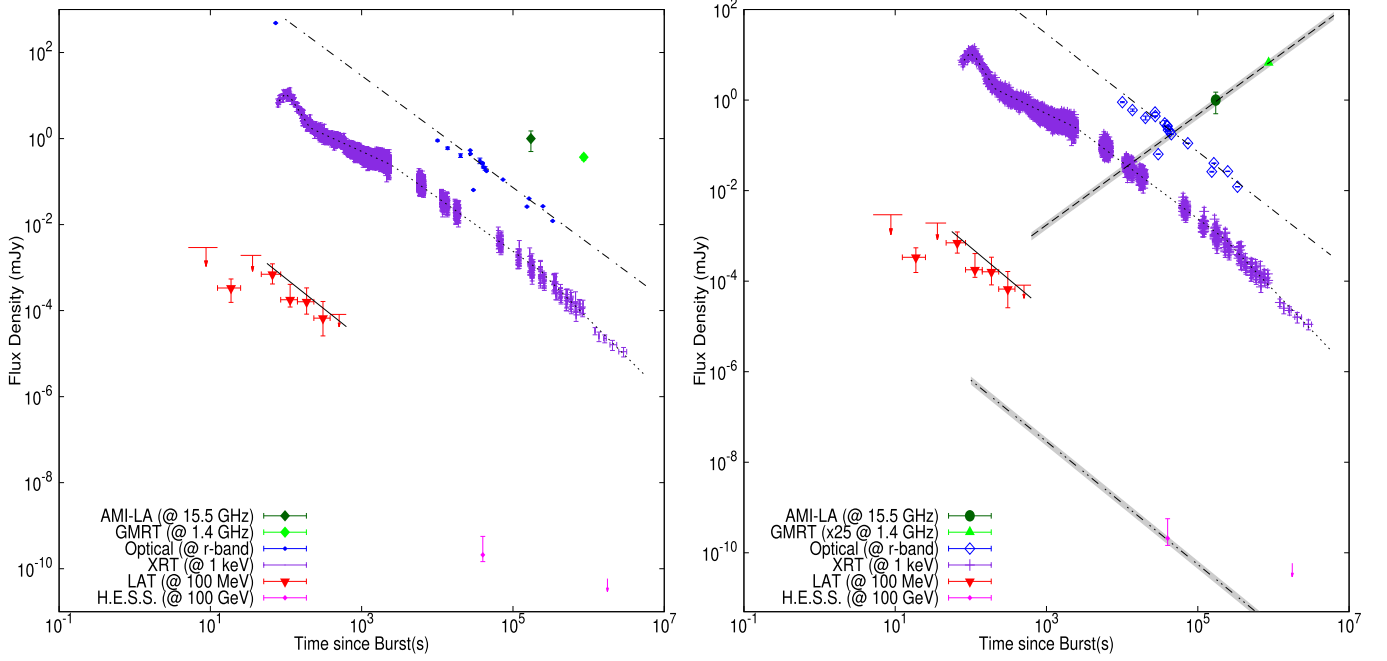 10^2
10^0
10^-2
10^-4
10^-6
10^-8
10^-10
Flux Density (mJy)
AMI-LA (@ 15.5 GHz)
GMRT (@ 1.4 GHz)
Optical (@ r-band)
XRT (@ 1 keV)
LAT (@ 100 MeV)
H.E.S.S. (@ 100 GeV)
10^-1 10^1 10^3 10^5 10^7
Time since Burst(s)
10^2
10^0
10^-2
10^-4
10^-6
10^-8
10^-10
Flux Density (mJy)
AMI-LA (@ 15.5 GHz)
GMRT (x25 @ 1.4 GHz)
Optical (@ r-band)
XRT (@ 1 keV)
LAT (@ 100 MeV)
H.E.S.S. (@ 100 GeV)
10^-1 10^1 10^3 10^5 10^7
Time since Burst(s)